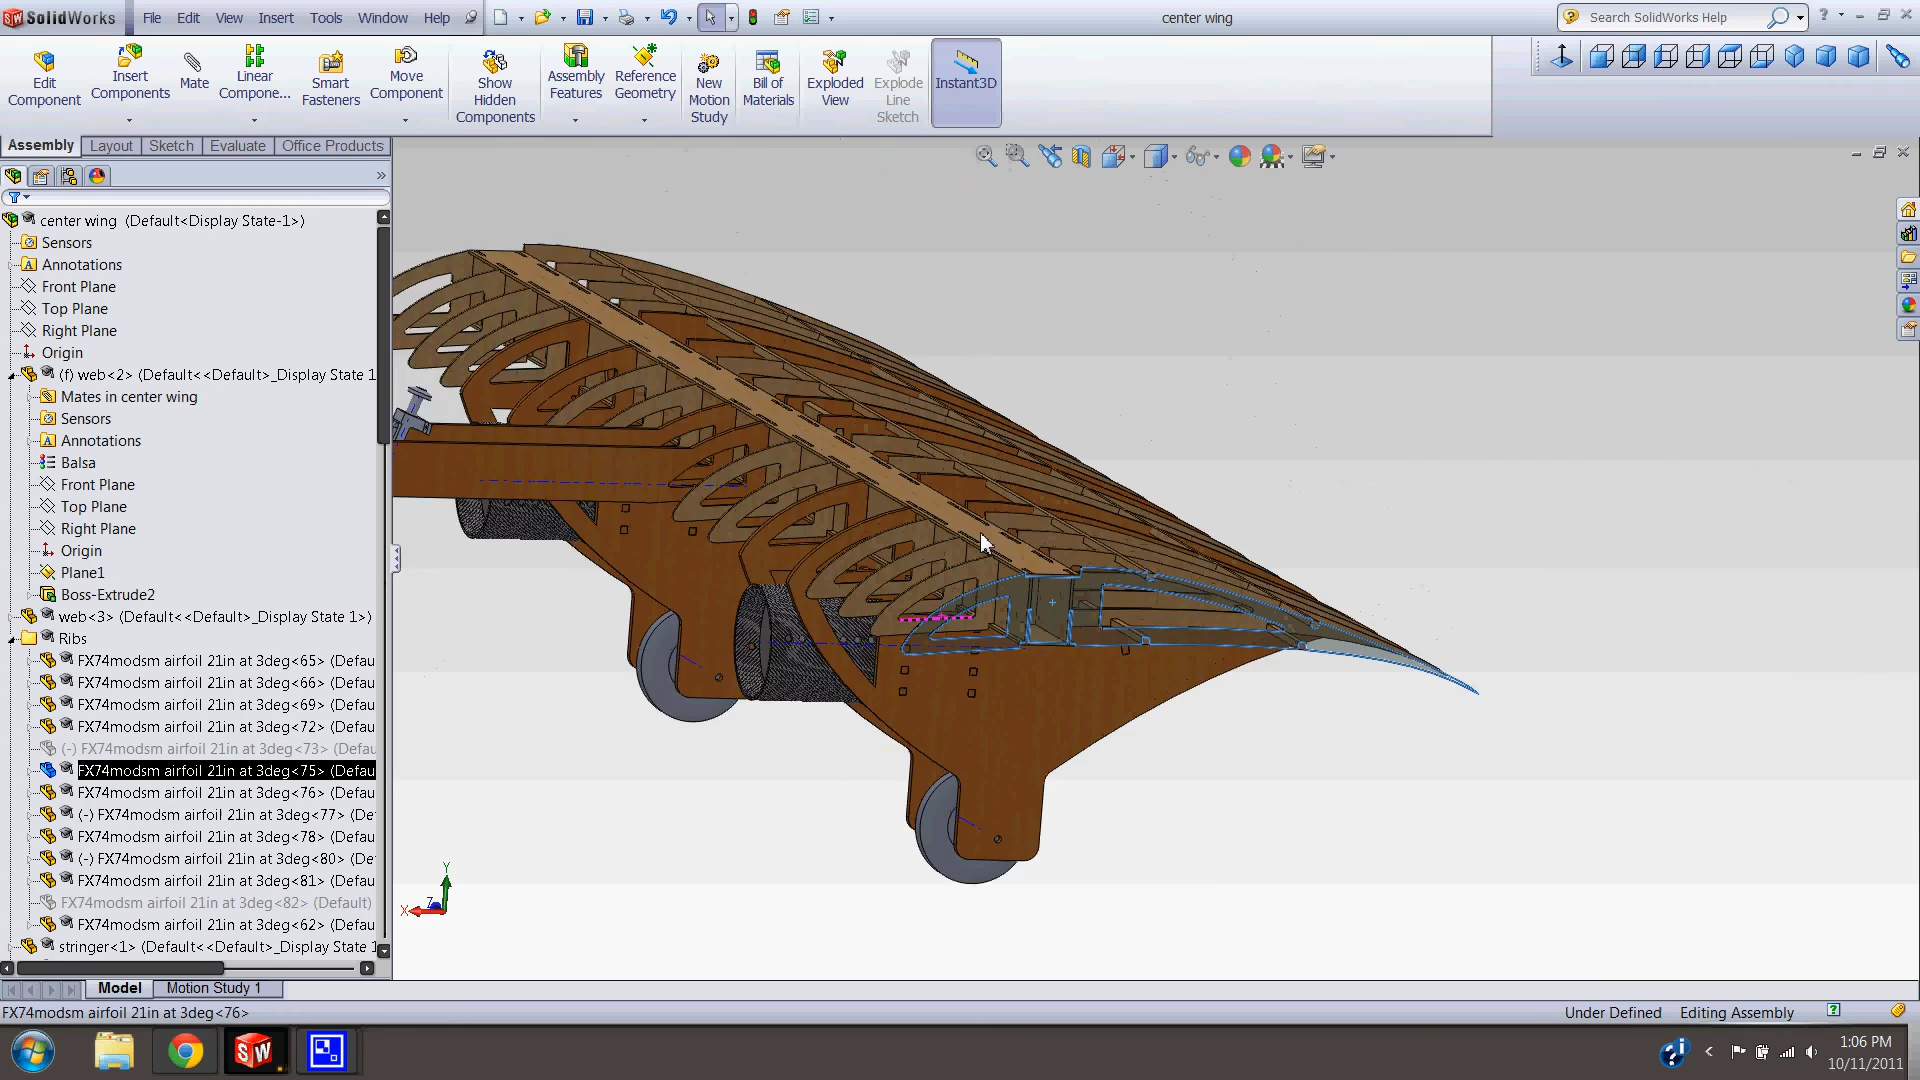 SolidWorks
File Edit View Insert Tools Window Help
center wing
Search SolidWorks Help
Edit Component
Insert Components
Mate
Linear Compone...
Smart Fasteners
Move Component
Show Hidden Components
Assembly Features
Reference Geometry
New Motion Study
Bill of Materials
Exploded View
Explode Line Sketch
Instant3D
Assembly Layout Sketch Evaluate Office Products
center wing (Default<Display State-1>)
Sensors
Annotations
Front Plane
Top Plane
Right Plane
Origin
(f) web<2> (Default<<Default>_Display State 1
Mates in center wing
Sensors
Annotations
Balsa
Front Plane
Top Plane
Right Plane
Origin
Plane1
Boss-Extrude2
web<3> (Default<<Default>_Display State 1>)
Ribs
FX74modsm airfoil 21in at 3deg<65> (Defau
FX74modsm airfoil 21in at 3deg<66> (Defau
FX74modsm airfoil 21in at 3deg<69> (Defau
FX74modsm airfoil 21in at 3deg<72> (Defau
(-) FX74modsm airfoil 21in at 3deg<73> (Defau
FX74modsm airfoil 21in at 3deg<75> (Defau
FX74modsm airfoil 21in at 3deg<76> (Defau
(-) FX74modsm airfoil 21in at 3deg<77> (De
FX74modsm airfoil 21in at 3deg<78> (Defau
(-) FX74modsm airfoil 21in at 3deg<80> (De
FX74modsm airfoil 21in at 3deg<81> (Defau
FX74modsm airfoil 21in at 3deg<82> (Default)
FX74modsm airfoil 21in at 3deg<62> (Defau
stringer<1> (Default<<Default>_Display State 1
Y
X
Z
Model Motion Study 1
FX74modsm airfoil 21in at 3deg<76>
Under Defined Editing Assembly
SW
1:06 PM
10/11/2011